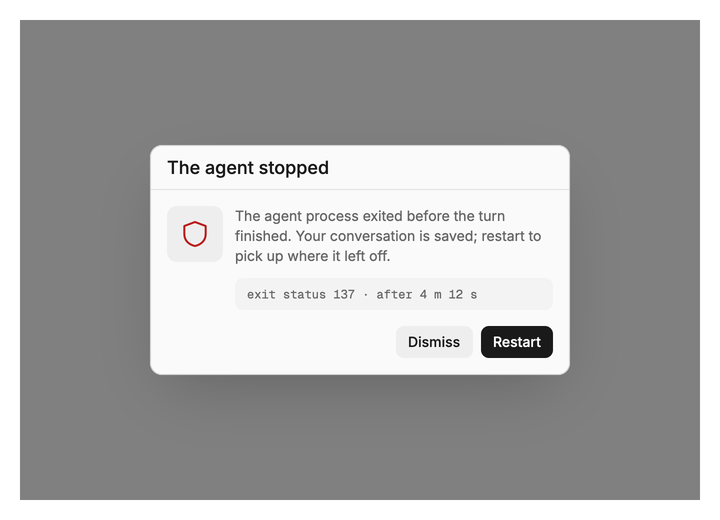 The agent stopped
The agent process exited before the turn
finished. Your conversation is saved; restart to
pick up where it left off.
exit status 137 · after 4 m 12 s
Dismiss
Restart